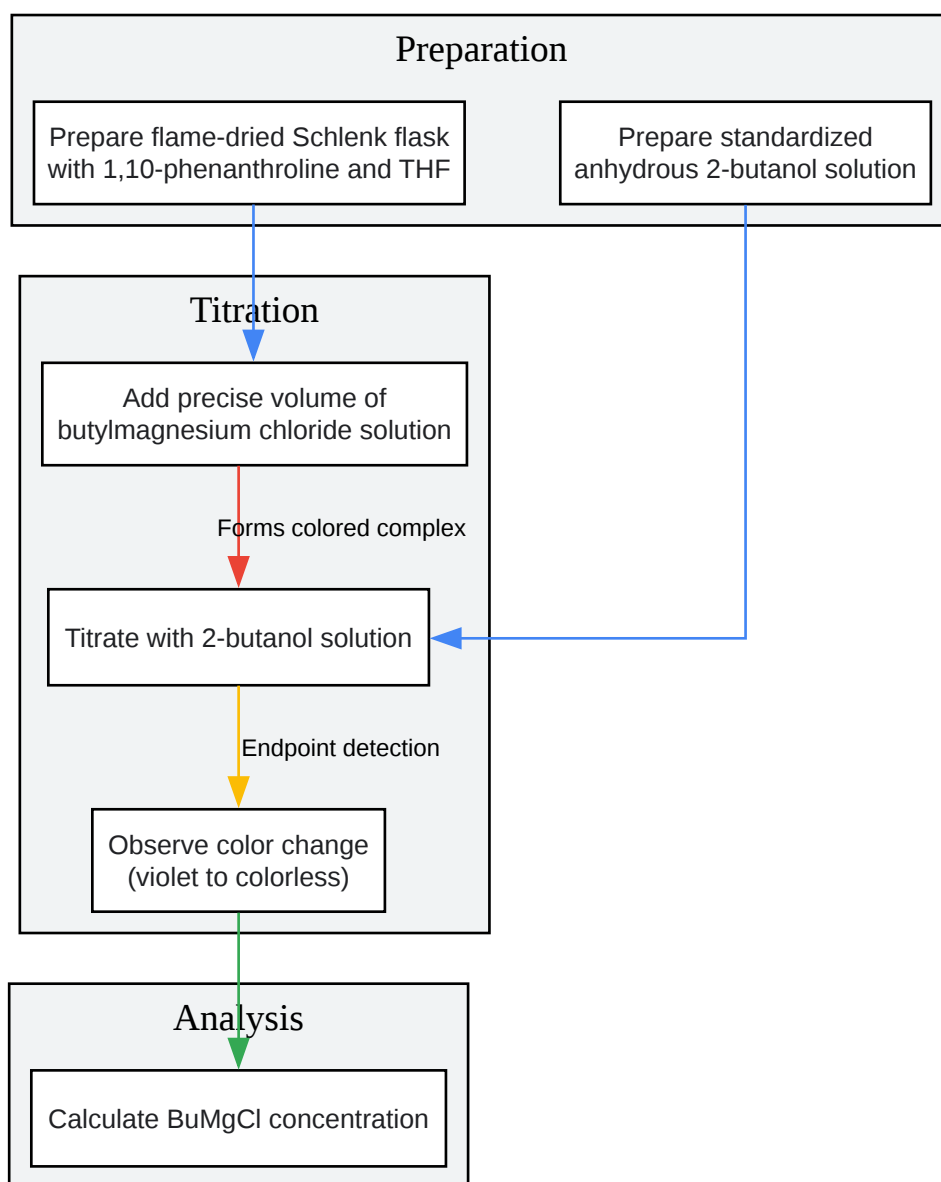 Preparation
Prepare flame-dried Schlenk flask
with 1,10-phenanthroline and THF
Prepare standardized
anhydrous 2-butanol solution
Titration
Add precise volume of
butylmagnesium chloride solution
Forms colored complex
Titrate with 2-butanol solution
Endpoint detection
Observe color change
(violet to colorless)
Analysis
Calculate BuMgCl concentration